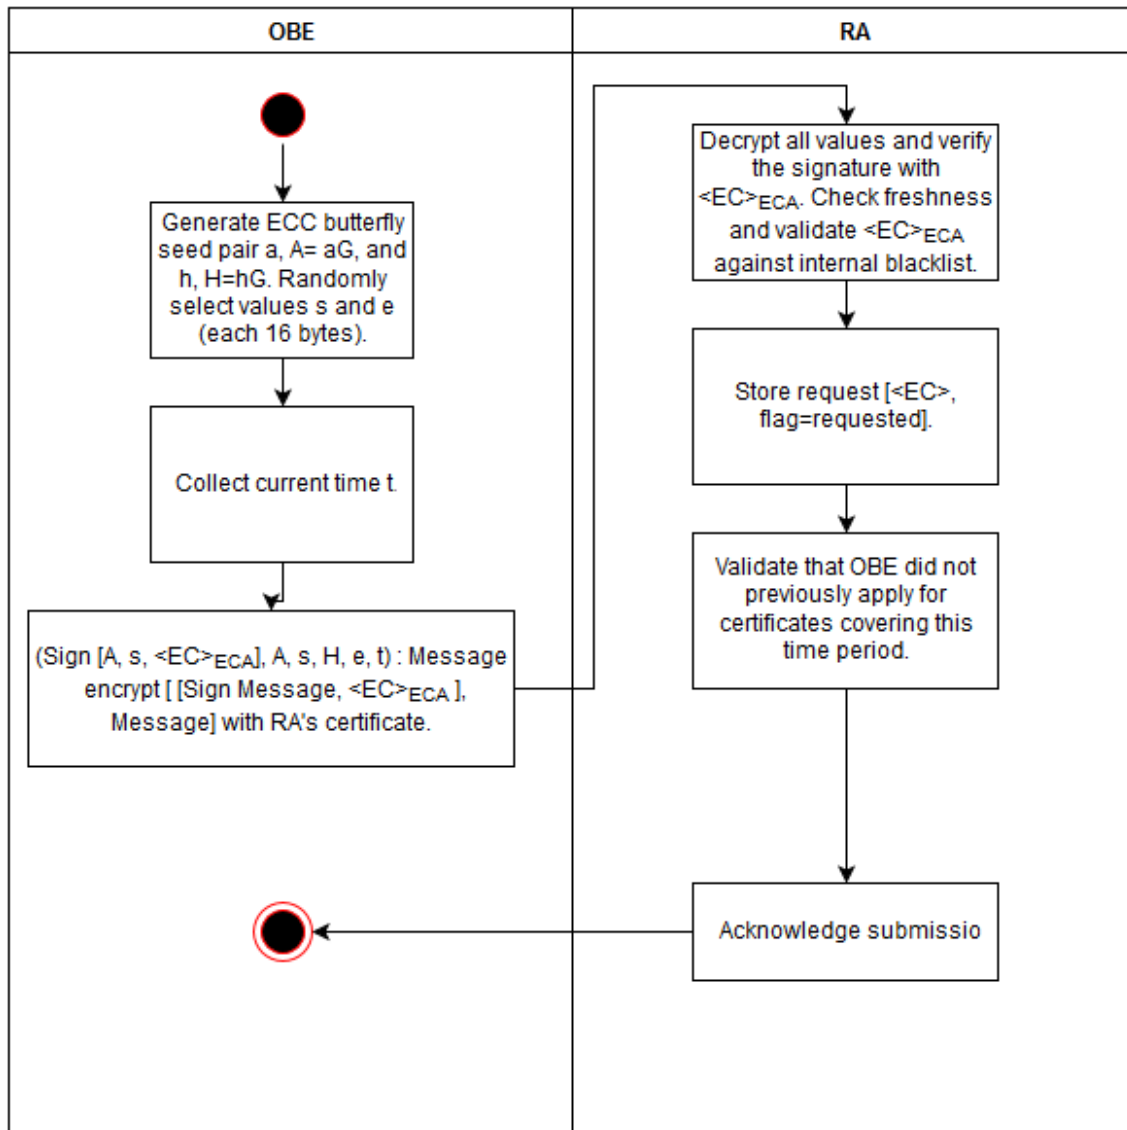 OBE
RA
Generate ECC butterfly
seed pair a, A= aG, and
h, H=hG. Randomly
select values s and e
(each 16 bytes).
Collect current time t.
(Sign [A, s, <EC>ECA], A, s, H, e, t) : Message
encrypt [ [Sign Message, <EC>ECA ],
Message] with RA's certificate.
Decrypt all values and verify
the signature with
<EC>ECA. Check freshness
and validate <EC>ECA
against internal blacklist.
Store request [<EC>,
flag=requested].
Validate that OBE did not
previously apply for
certificates covering this
time period.
Acknowledge submissio